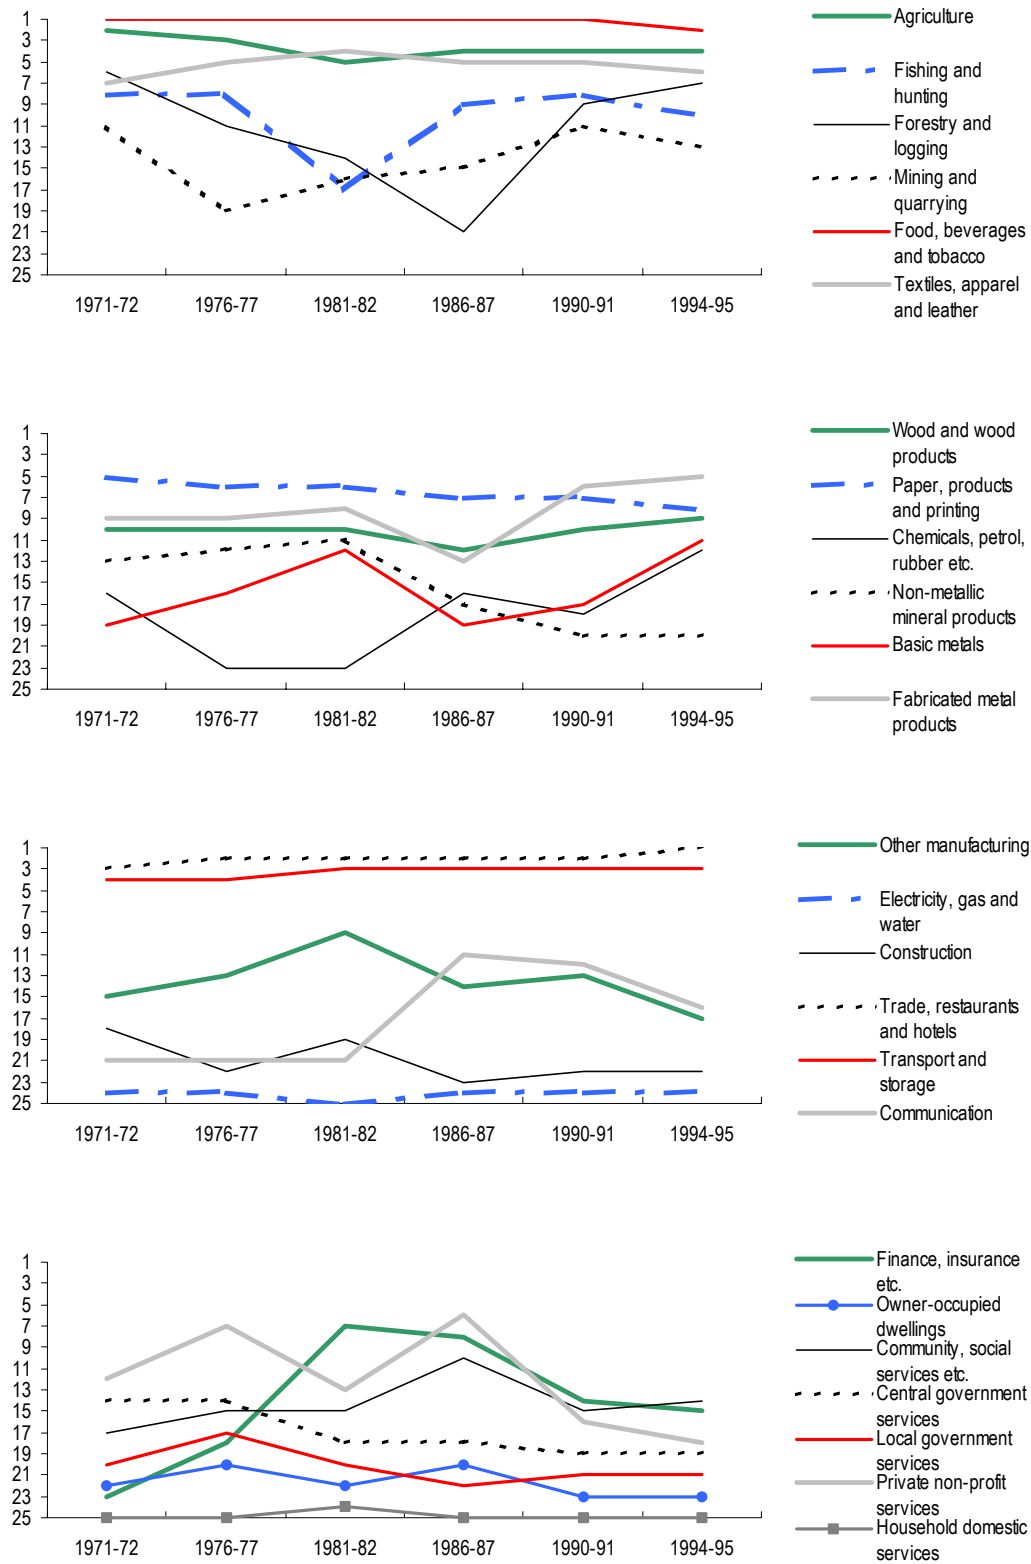 1
3
5
7
9
11
13
15
17
19
21
23
25
1971-72 1976-77 1981-82 1986-87 1990-91 1994-95
Agriculture
Fishing and
hunting
Forestry and
logging
Mining and
quarrying
Food, beverages
and tobacco
Textiles, apparel
and leather
1
3
5
7
9
11
13
15
17
19
21
23
25
1971-72 1976-77 1981-82 1986-87 1990-91 1994-95
Wood and wood
products
Paper, products
and printing
Chemicals, petrol,
rubber etc.
Non-metallic
mineral products
Basic metals
Fabricated metal
products
1
3
5
7
9
11
13
15
17
19
21
23
25
1971-72 1976-77 1981-82 1986-87 1990-91 1994-95
Other manufacturing
Electricity, gas and
water
Construction
Trade, restaurants
and hotels
Transport and
storage
Communication
1
3
5
7
9
11
13
15
17
19
21
23
25
1971-72 1976-77 1981-82 1986-87 1990-91 1994-95
Finance, insurance
etc.
Owner-occupied
dwellings
Community, social
services etc.
Central government
services
Local government
services
Private non-profit
services
Household domestic
services